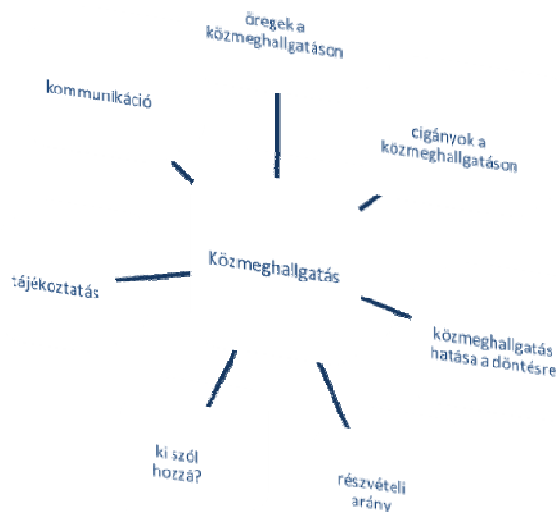 öregek a
közmeghallgatáson
kommunikáció
cigányok a
közmeghallgatáson
Közmeghallgatás
tájékoztatás
közmeghallgatás
hatása a döntésre
ki szól
hozzá?
részvételi
arány